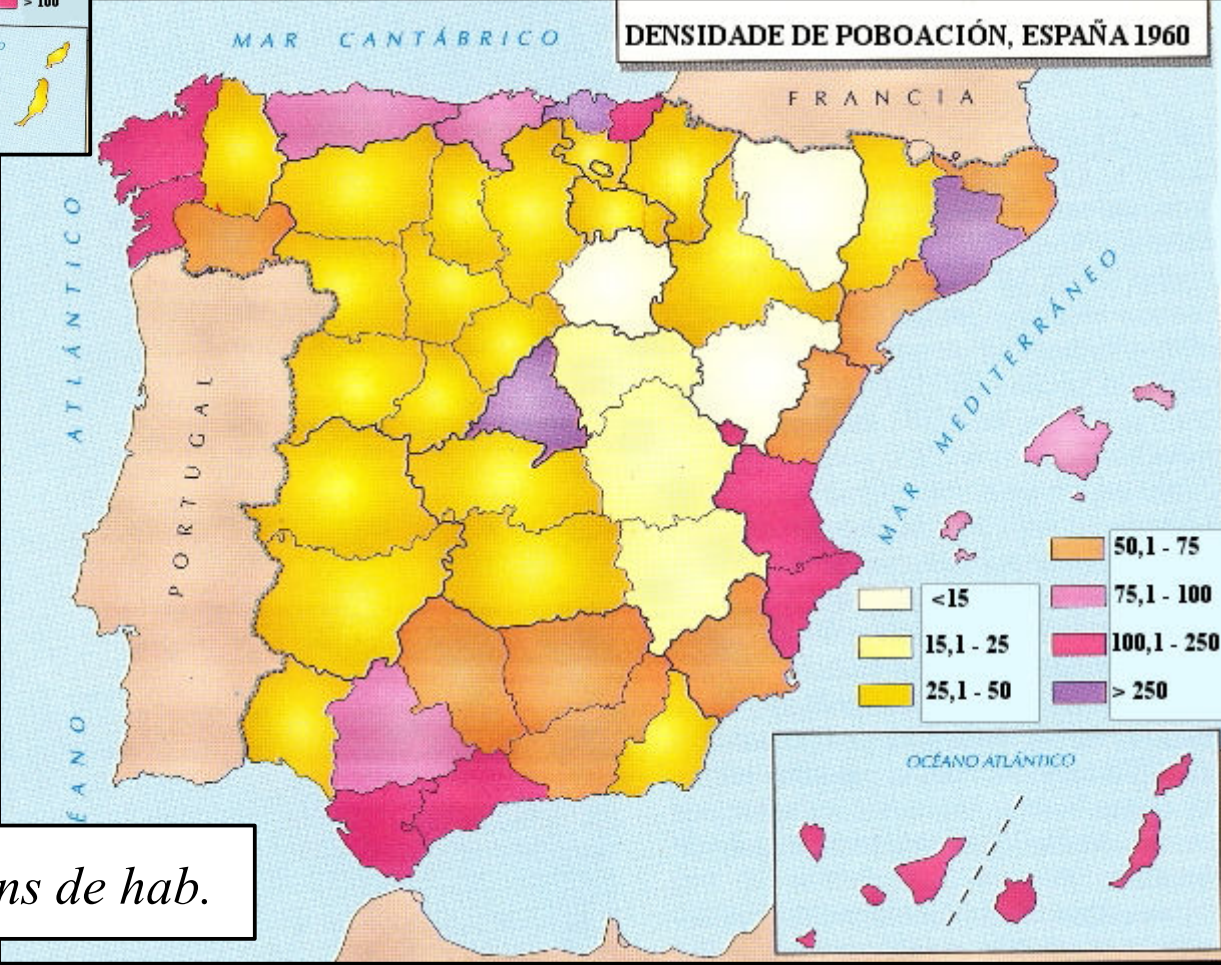 > 100
DENSIDADE DE POBOACIÓN, ESPAÑA 1960
MAR CANTÁBRICO
FRANCIA
ATLÁNTICO
PORTUGAL
MAR MEDITERRÁNEO
<15
15,1 - 25
25,1 - 50
50,1 - 75
75,1 - 100
100,1 - 250
> 250
OCÉANO ATLÁNTICO
ÉANO
ns de hab.